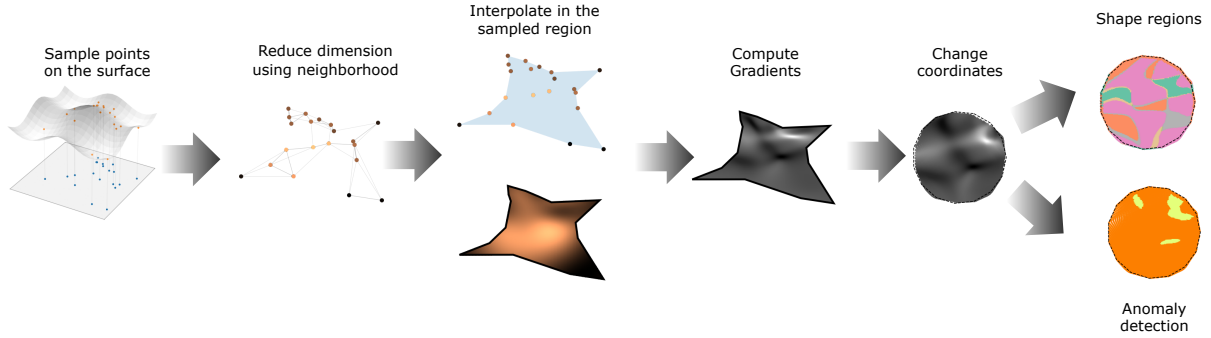 Sample points
on the surface
Reduce dimension
using neighborhood
Interpolate in the
sampled region
Compute
Gradients
Change
coordinates
Shape regions
Anomaly
detection